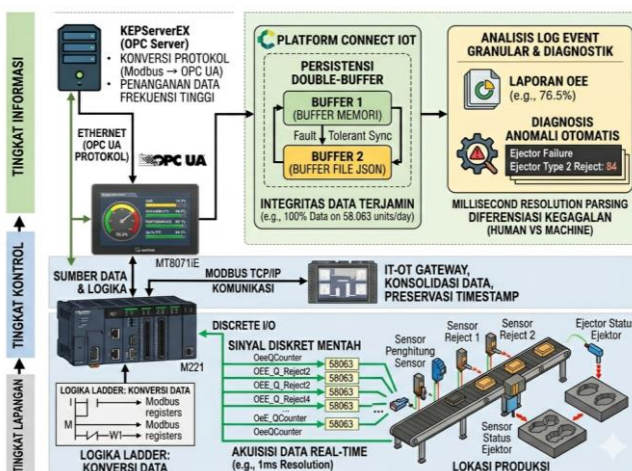 TINGKAT INFORMASI
TINGKAT KONTROL
TINGKAT LAPANGAN
KEPServerEX
(OPC Server)
• KONVERSI PROTOKOL
(Modbus → OPC UA)
• PENANGANAN DATA
FREKUENSI TINGGI
ETHERNET
(OPC UA
PROTOKOL)
OPC UA
MT8071iE
SUMBER DATA
& LOGIKA
PLATFORM CONNECT IOT
PERSISTENSI
DOUBLE-BUFFER
BUFFER 1
(BUFFER MEMORI)
Fault
Tolerant Sync
BUFFER 2
(BUFFER FILE JSON)
INTEGRITAS DATA TERJAMIN
(e.g., 100% Data on 58.063 units/day)
ANALISIS LOG EVENT
GRANULAR & DIAGNOSTIK
LAPORAN OEE
(e.g., 76.5%)
DIAGNOSIS
ANOMALI OTOMATIS
Ejector Failure
Ejector Type 2 Reject: 84
MILLISECOND RESOLUTION PARSING
DIFERENSIASI KEGAGALAN
(HUMAN VS MACHINE)
MODBUS TCP/IP
KOMUNIKASI
IT-OT GATEWAY,
KONSOLIDASI DATA,
PRESERVASI TIMESTAMP
M221
DISCRETE I/O
SINYAL DISKRET MENTAH
OeeQCounter 58063
OEE_Q_Reject2 58063
OEE_Q_Reject2 58063
OEE_Q_Reject4 58063
...
OeE_QCounter 58063
OeeQCounter
...
AKUISISI DATA REAL-TIME
(e.g., 1ms Resolution)
LOGIKA LADDER:
KONVERSI DATA
I
Modbus
registers
M
Modbus
registers
W1
LOGIKA LADDER:
KONVERSI DATA
Sensor
Penghitung
Sensor
Sensor
Reject 1
Sensor
Reject 2
Ejector Status
Ejektor
Sensor
Status
Ejektor
LOKASI PRODUKSI